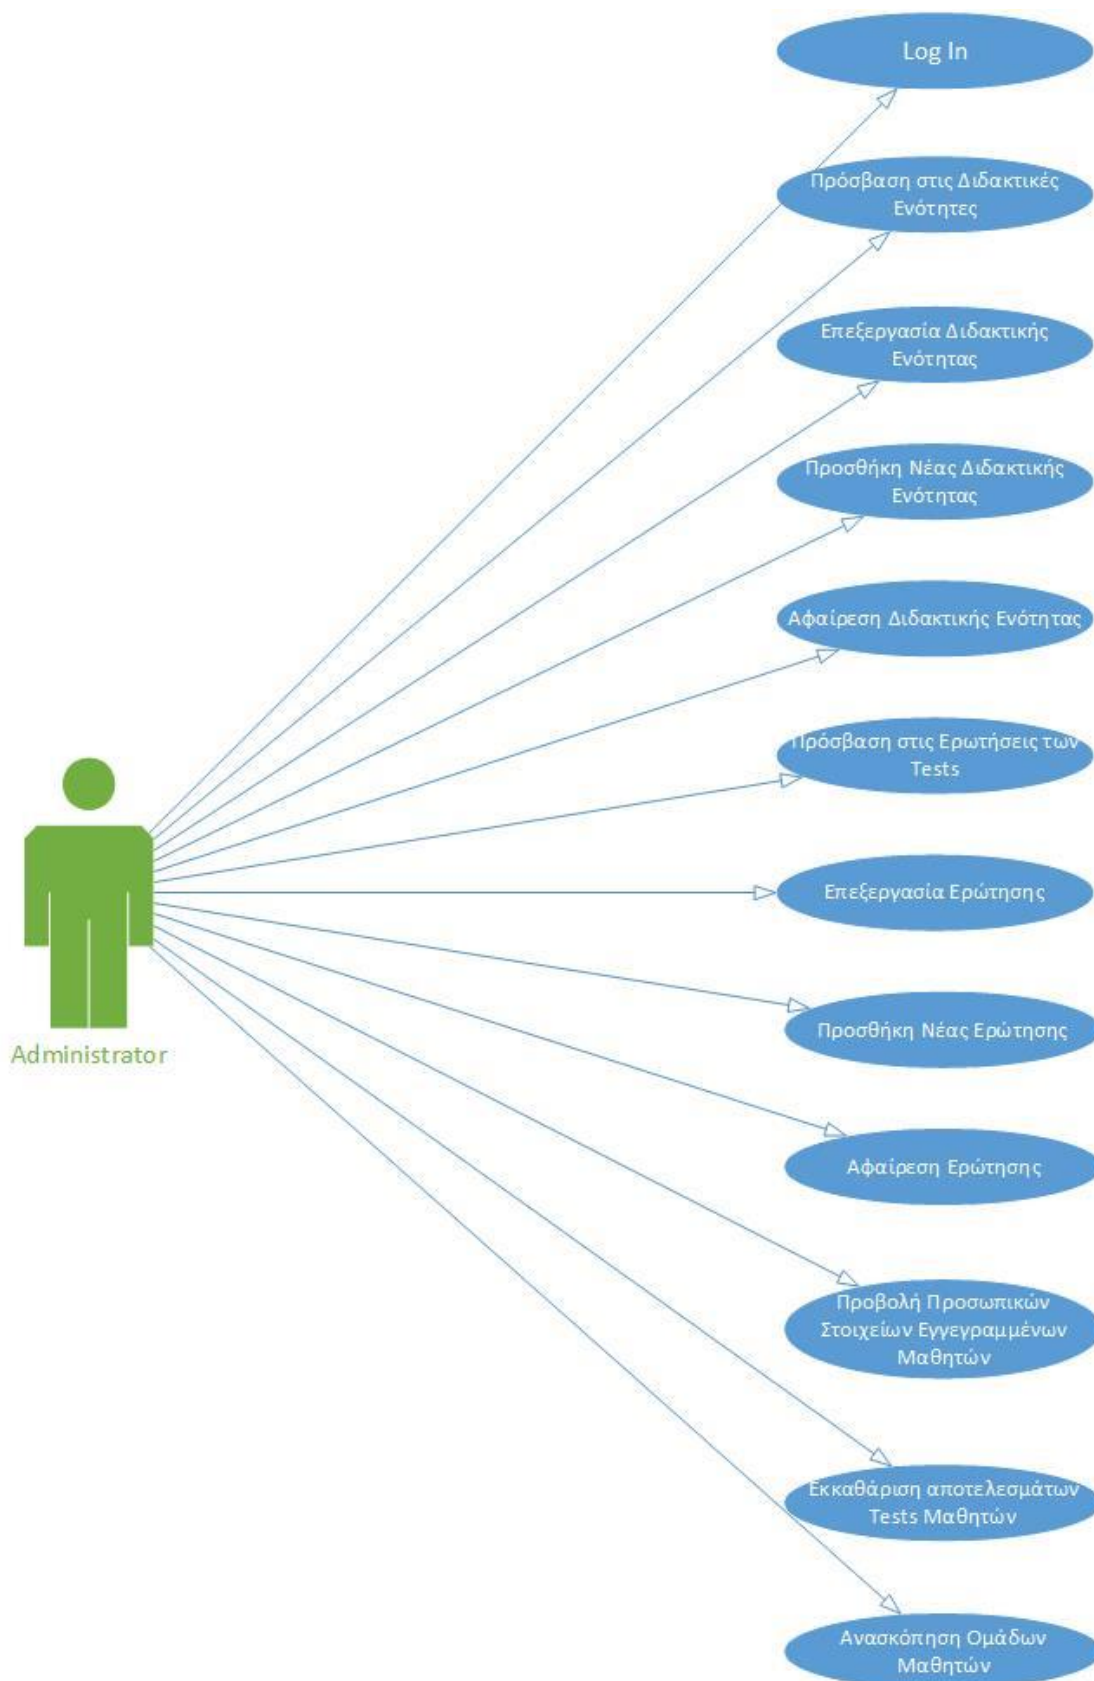 Log In
Πρόσβαση στις Διδακτικές
Ενότητες
Επεξεργασία Διδακτικής
Ενότητας
Προσθήκη Νέας Διδακτικής
Ενότητας
Αφαίρεση Διδακτικής Ενότητας
Πρόσβαση στις Ερωτήσεις των
Tests
Επεξεργασία Ερώτησης
Προσθήκη Νέας Ερώτησης
Administrator
Αφαίρεση Ερώτησης
Προβολή Προσωπικών
Στοιχείων Εγγεγραμμένων
Μαθητών
Εκκαθάριση αποτελεσμάτων
Tests Μαθητών
Ανασκόπηση Ομάδων
Μαθητών